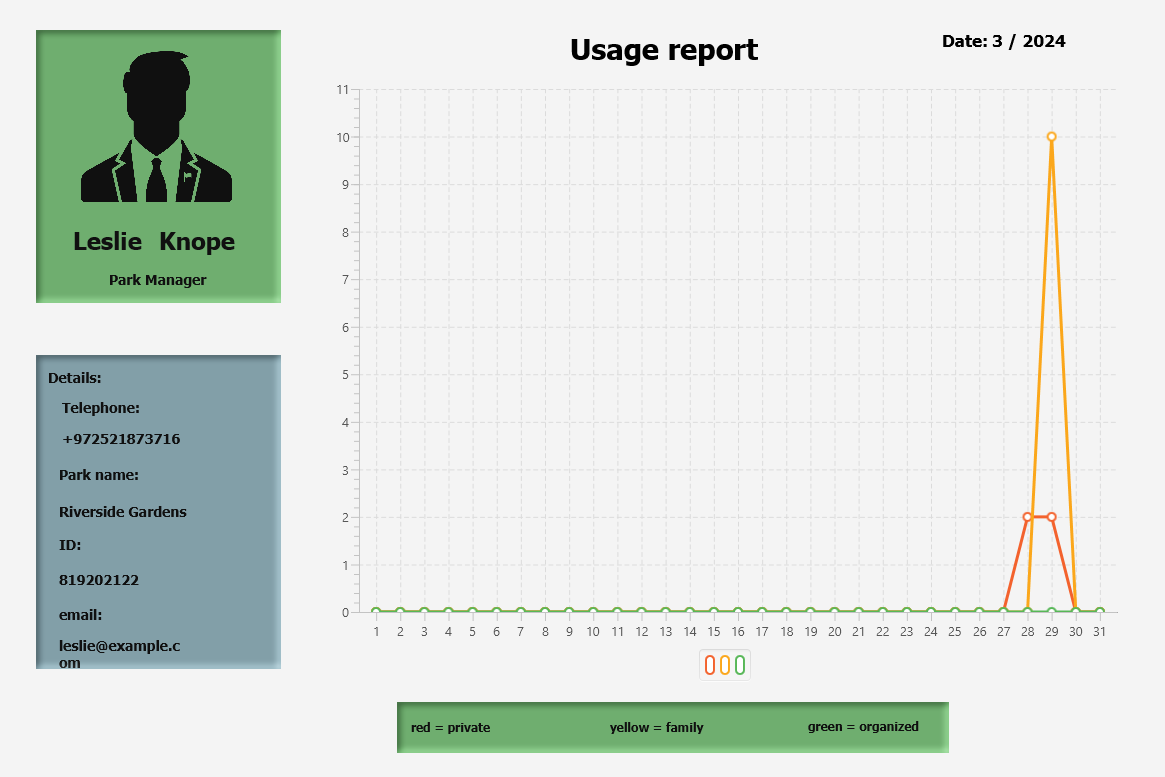 Usage report
Date: 3 / 2024
Leslie Knope
Park Manager
Details:
Telephone:
+972521873716
Park name:
Riverside Gardens
ID:
819202122
email:
leslie@example.c
om
11
10
9
8
7
6
5
4
3
2
1
0
1 2 3 4 5 6 7 8 9 10 11 12 13 14 15 16 17 18 19 20 21 22 23 24 25 26 27 28 29 30 31
red = private yellow = family green = organized